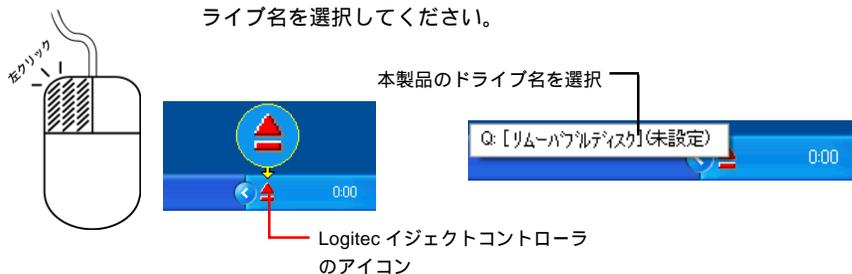 ライブ名を選択してください。
左クリック
本製品のドライブ名を選択
Q: [リムーバブルディスク](未設定)
0:00
0:00
Logitec イジェクトコントローラ
のアイコン